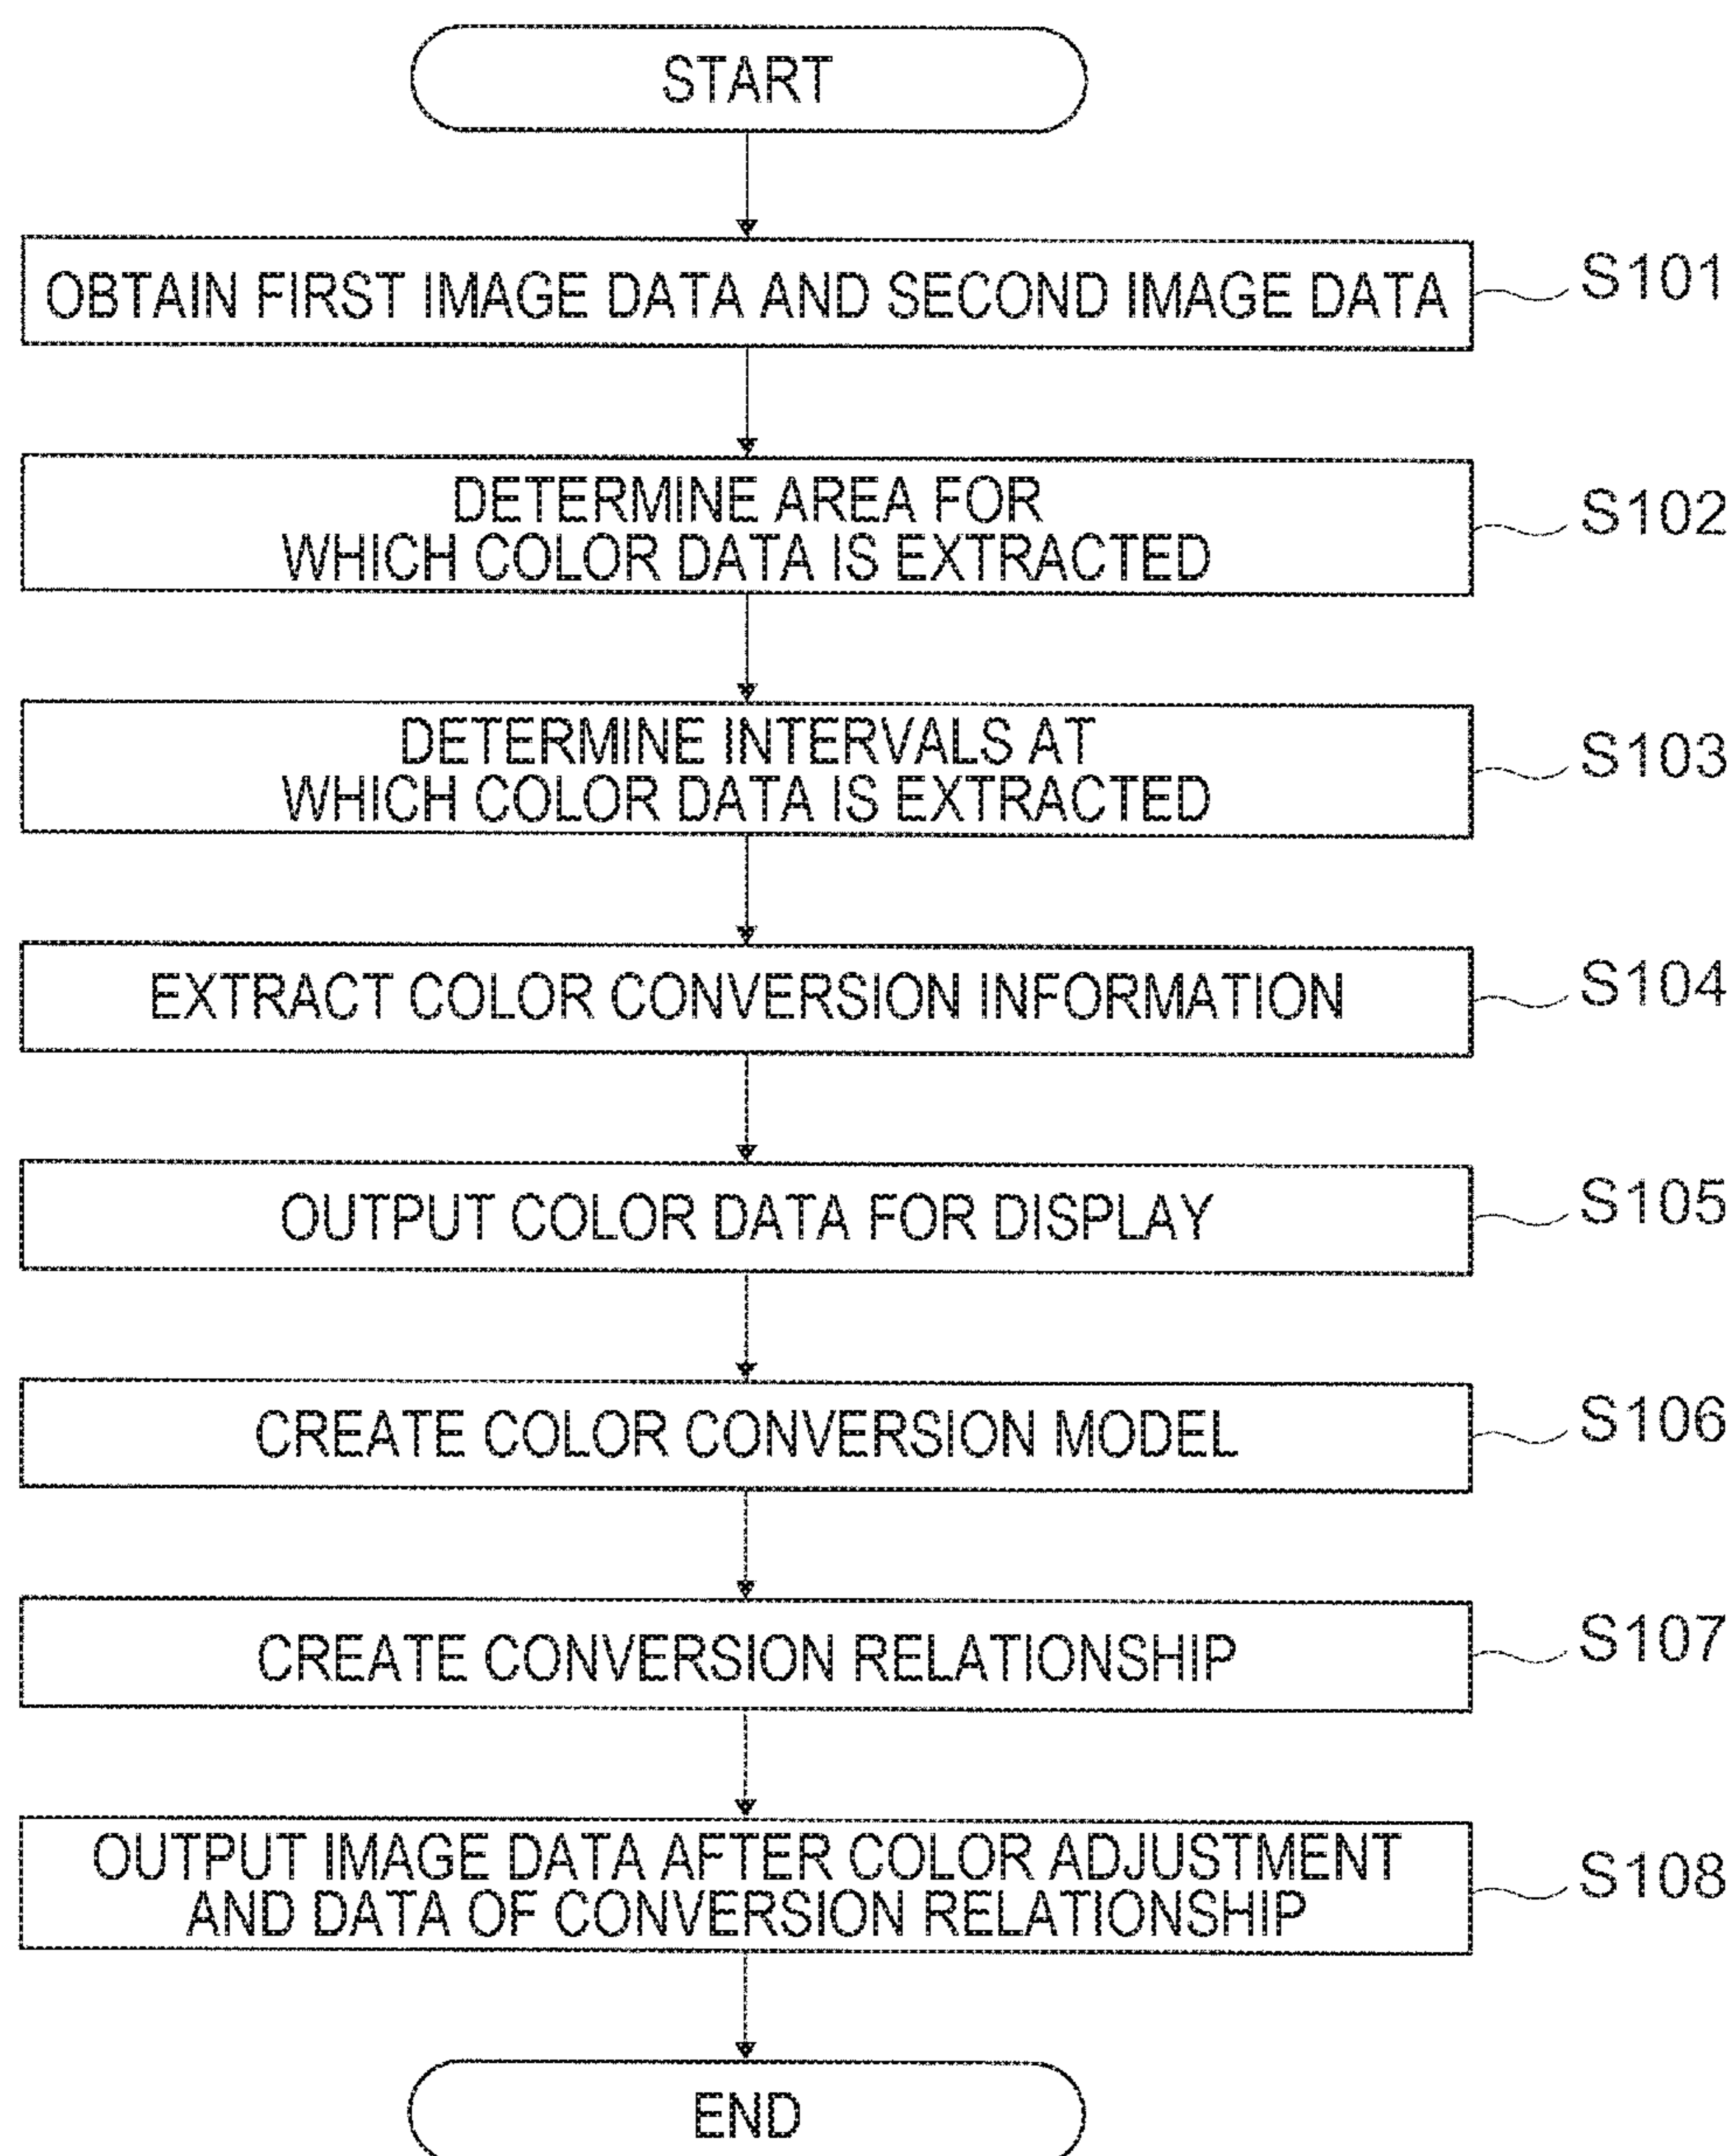 START
OBTAIN FIRST IMAGE DATA AND SECOND IMAGE DATA
S101
DETERMINE AREA FOR
WHICH COLOR DATA IS EXTRACTED
S102
DETERMINE INTERVALS AT
WHICH COLOR DATA IS EXTRACTED
S103
EXTRACT COLOR CONVERSION INFORMATION
S104
OUTPUT COLOR DATA FOR DISPLAY
S105
CREATE COLOR CONVERSION MODEL
S106
CREATE CONVERSION RELATIONSHIP
S107
OUTPUT IMAGE DATA AFTER COLOR ADJUSTMENT
AND DATA OF CONVERSION RELATIONSHIP
S108
END